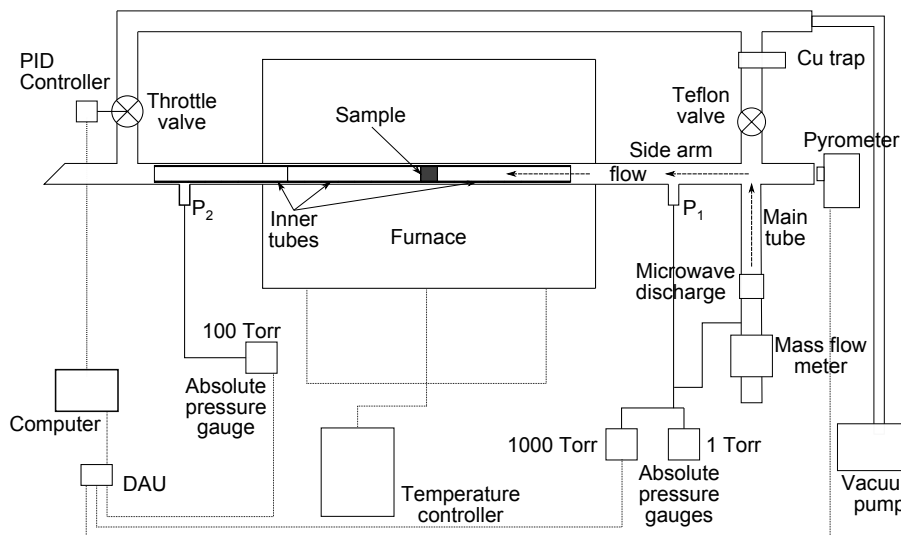 PID
Controller
Throttle
valve
Sample
Cu trap
Teflon
valve
Pyrometer
Side arm
flow
P2
Inner
tubes
Furnace
P1
Main
tube
Microwave
discharge
Mass flow
meter
100 Torr
Absolute
pressure
gauge
Computer
DAU
Temperature
controller
1000 Torr
1 Torr
Absolute
pressure
gauges
Vacuu
pump